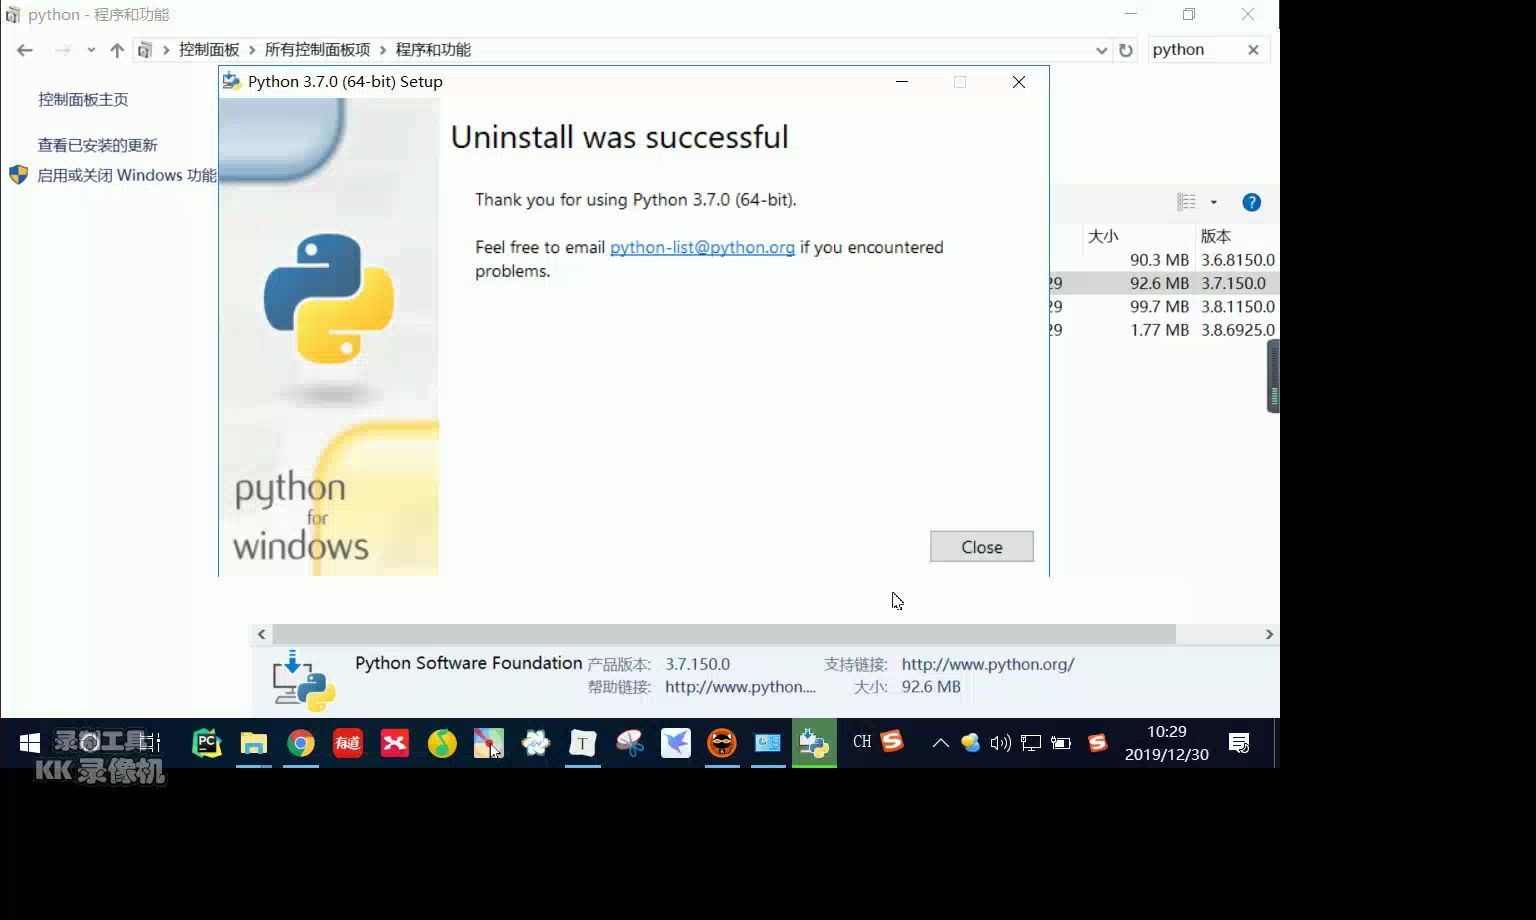 python - 程序和功能
控制面板 > 所有控制面板项 > 程序和功能
python
控制面板主页
查看已安装的更新
启用或关闭 Windows 功能
Python 3.7.0 (64-bit) Setup
Uninstall was successful
Thank you for using Python 3.7.0 (64-bit).
Feel free to email python-list@python.org if you encountered
problems.
python
for
windows
Close
大小 版本
90.3 MB 3.6.8150.0
29 92.6 MB 3.7.150.0
29 99.7 MB 3.8.1150.0
29 1.77 MB 3.8.6925.0
Python Software Foundation 产品版本: 3.7.150.0 支持链接: http://www.python.org/
帮助链接: http://www.python.... 大小: 92.6 MB
PC
有道
T
CH
10:29
2019/12/30
录制工具
KK 录像机